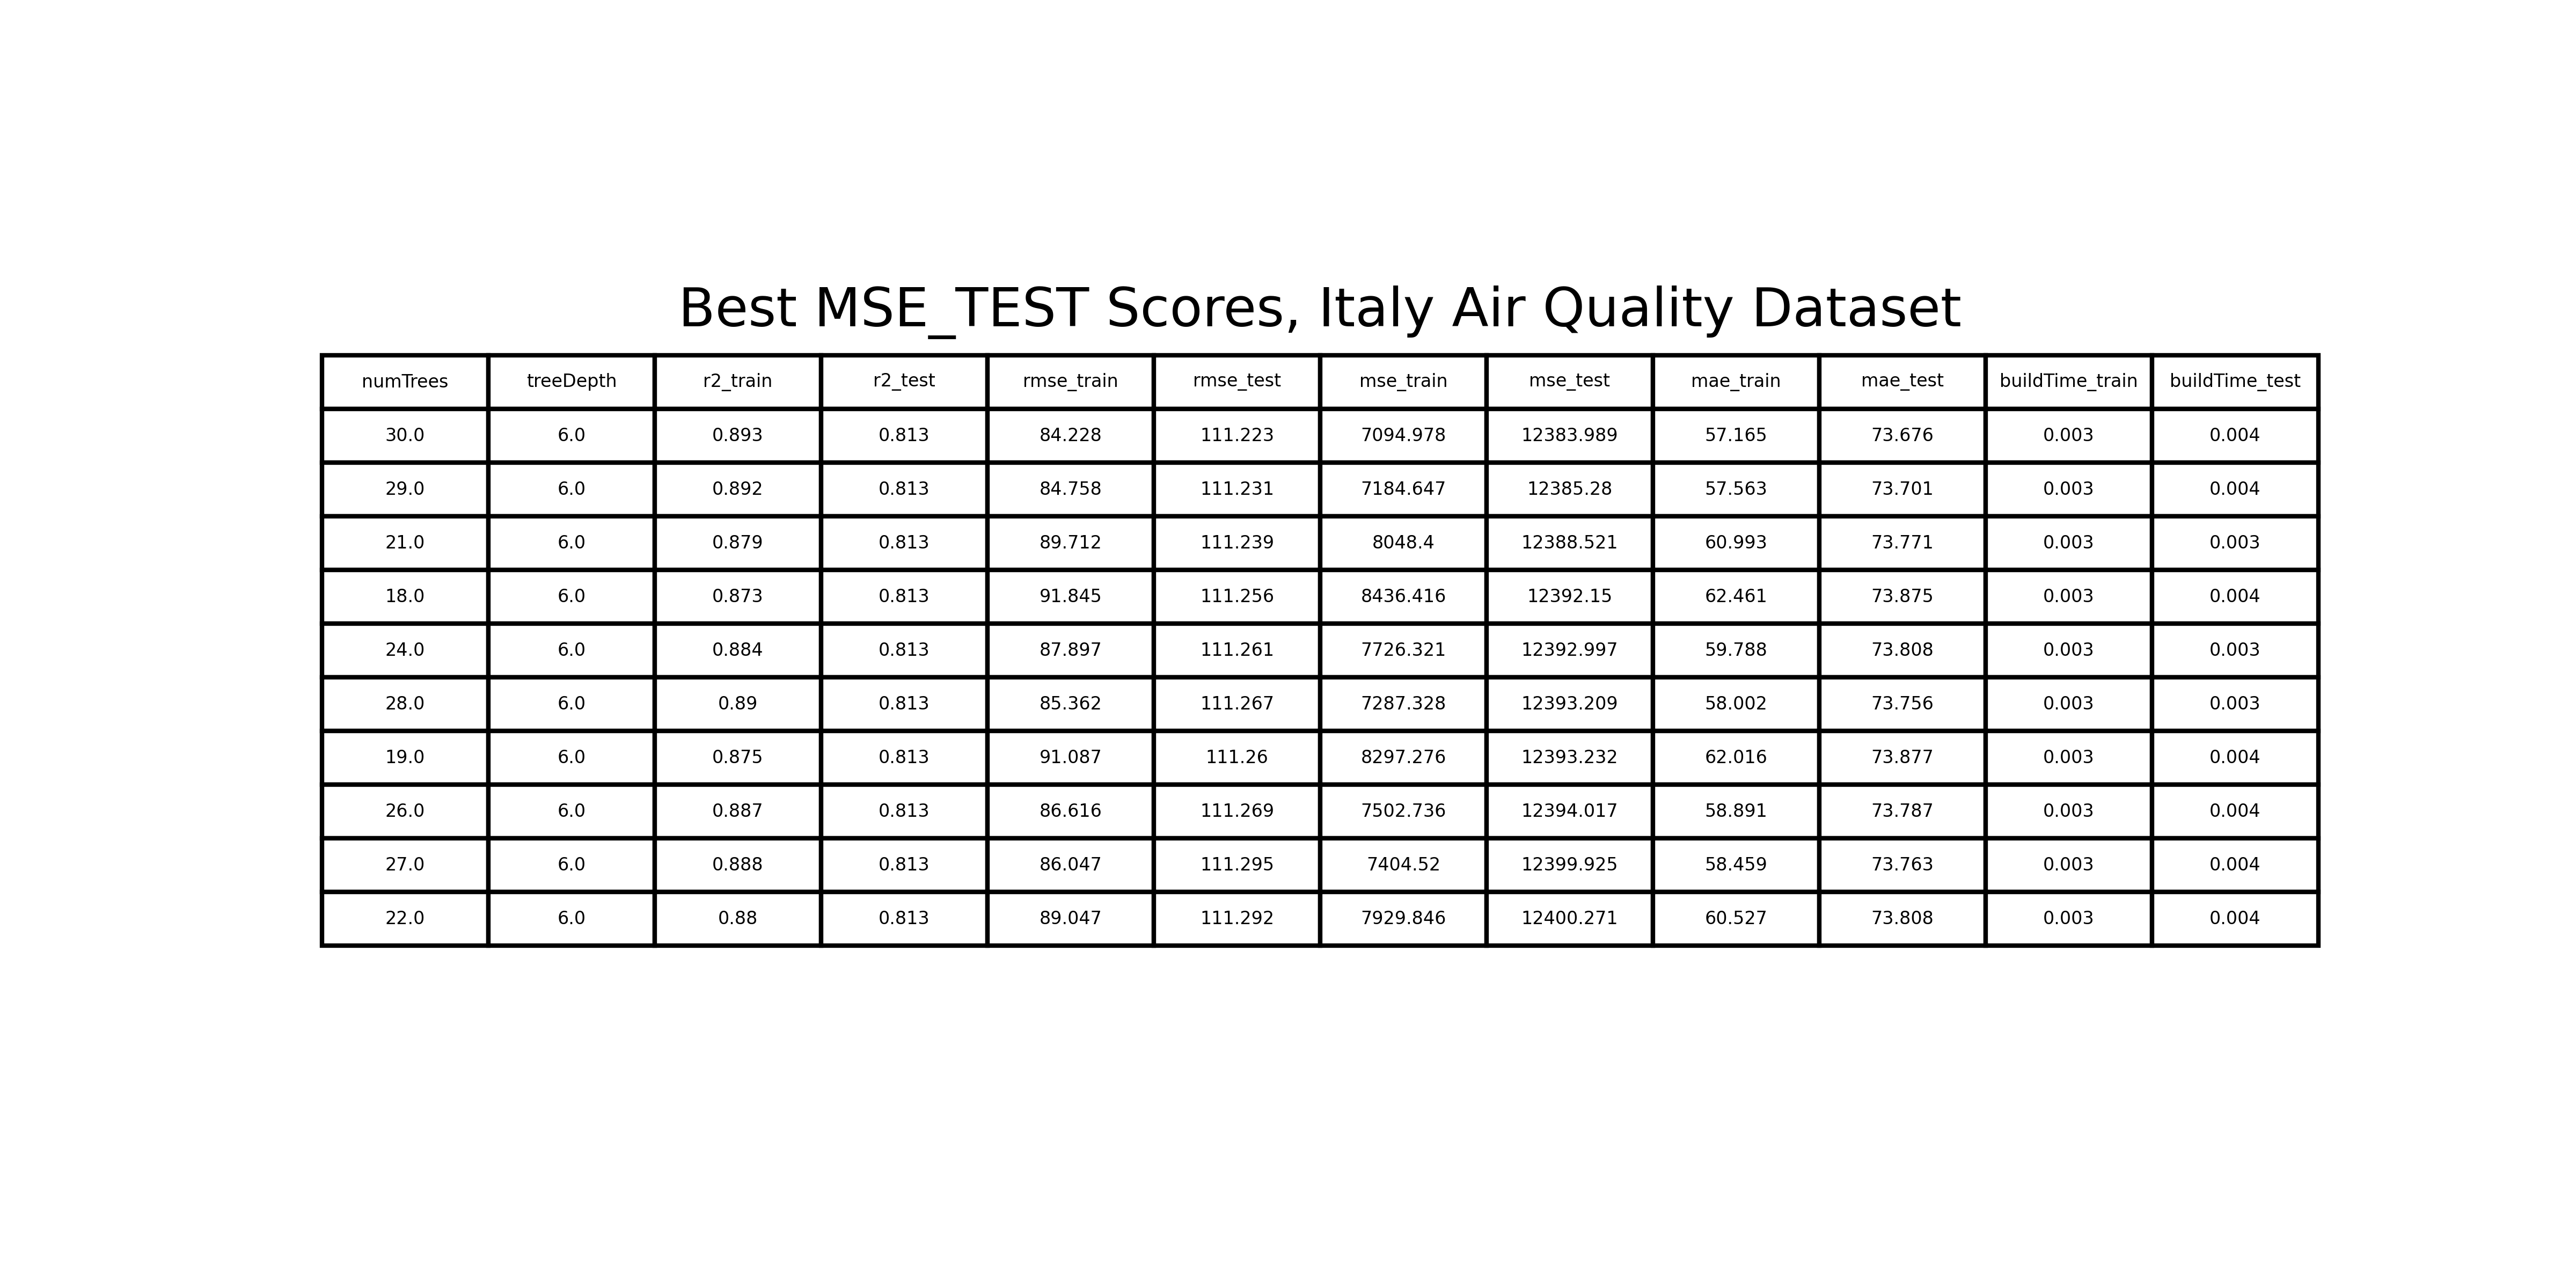 Best MSE_TEST Scores, Italy Air Quality Dataset
numTrees treeDepth r2_train r2_test rmse_train rmse_test mse_train mse_test mae_train mae_test buildTime_train buildTime_test
30.0 6.0 0.893 0.813 84.228 111.223 7094.978 12383.989 57.165 73.676 0.003 0.004
29.0 6.0 0.892 0.813 84.758 111.231 7184.647 12385.28 57.563 73.701 0.003 0.004
21.0 6.0 0.879 0.813 89.712 111.239 8048.4 12388.521 60.993 73.771 0.003 0.003
18.0 6.0 0.873 0.813 91.845 111.256 8436.416 12392.15 62.461 73.875 0.003 0.004
24.0 6.0 0.884 0.813 87.897 111.261 7726.321 12392.997 59.788 73.808 0.003 0.003
28.0 6.0 0.89 0.813 85.362 111.267 7287.328 12393.209 58.002 73.756 0.003 0.003
19.0 6.0 0.875 0.813 91.087 111.26 8297.276 12393.232 62.016 73.877 0.003 0.004
26.0 6.0 0.887 0.813 86.616 111.269 7502.736 12394.017 58.891 73.787 0.003 0.004
27.0 6.0 0.888 0.813 86.047 111.295 7404.52 12399.925 58.459 73.763 0.003 0.004
22.0 6.0 0.88 0.813 89.047 111.292 7929.846 12400.271 60.527 73.808 0.003 0.004